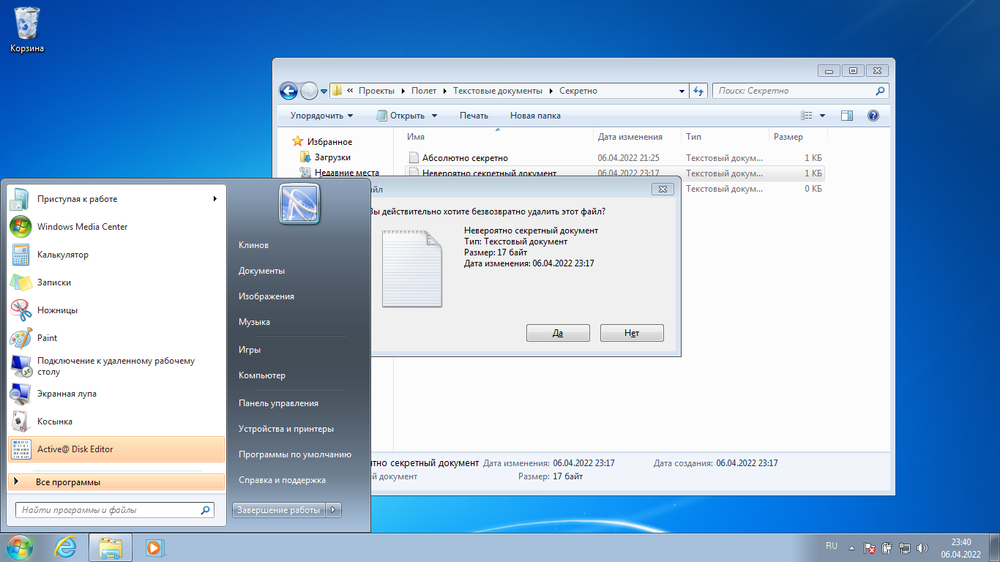 Корзина
« Проекты Полет Текстовые документы Секретно
Поиск: Секретно
Упорядочить Открыть Печать Новая папка
Имя Дата изменения Тип Размер
Избранное
Загрузки
Недавние места
Абсолютно секретно 06.04.2022 21:25 Текстовый докум... 1 КБ
Невероятно секретный документ 06.04.2022 23:17 Текстовый докум... 1 КБ
Текстовый докум... 0 КБ
Вы действительно хотите безвозвратно удалить этот файл?
Невероятно секретный документ
Тип: Текстовый документ
Размер: 17 байт
Дата изменения: 06.04.2022 23:17
Да Нет
секретный документ Дата изменения: 06.04.2022 23:17 Дата создания: 06.04.2022 23:17
документ Размер: 17 байт
Приступая к работе
Windows Media Center
Калькулятор
Записки
Ножницы
Paint
Подключение к удаленному рабочему
столу
Экранная лупа
Косынка
Active@ Disk Editor
Все программы
Найти программы и файлы
Клинов
Документы
Изображения
Музыка
Игры
Компьютер
Панель управления
Устройства и принтеры
Программы по умолчанию
Справка и поддержка
Завершение работы
RU
23:40
06.04.2022